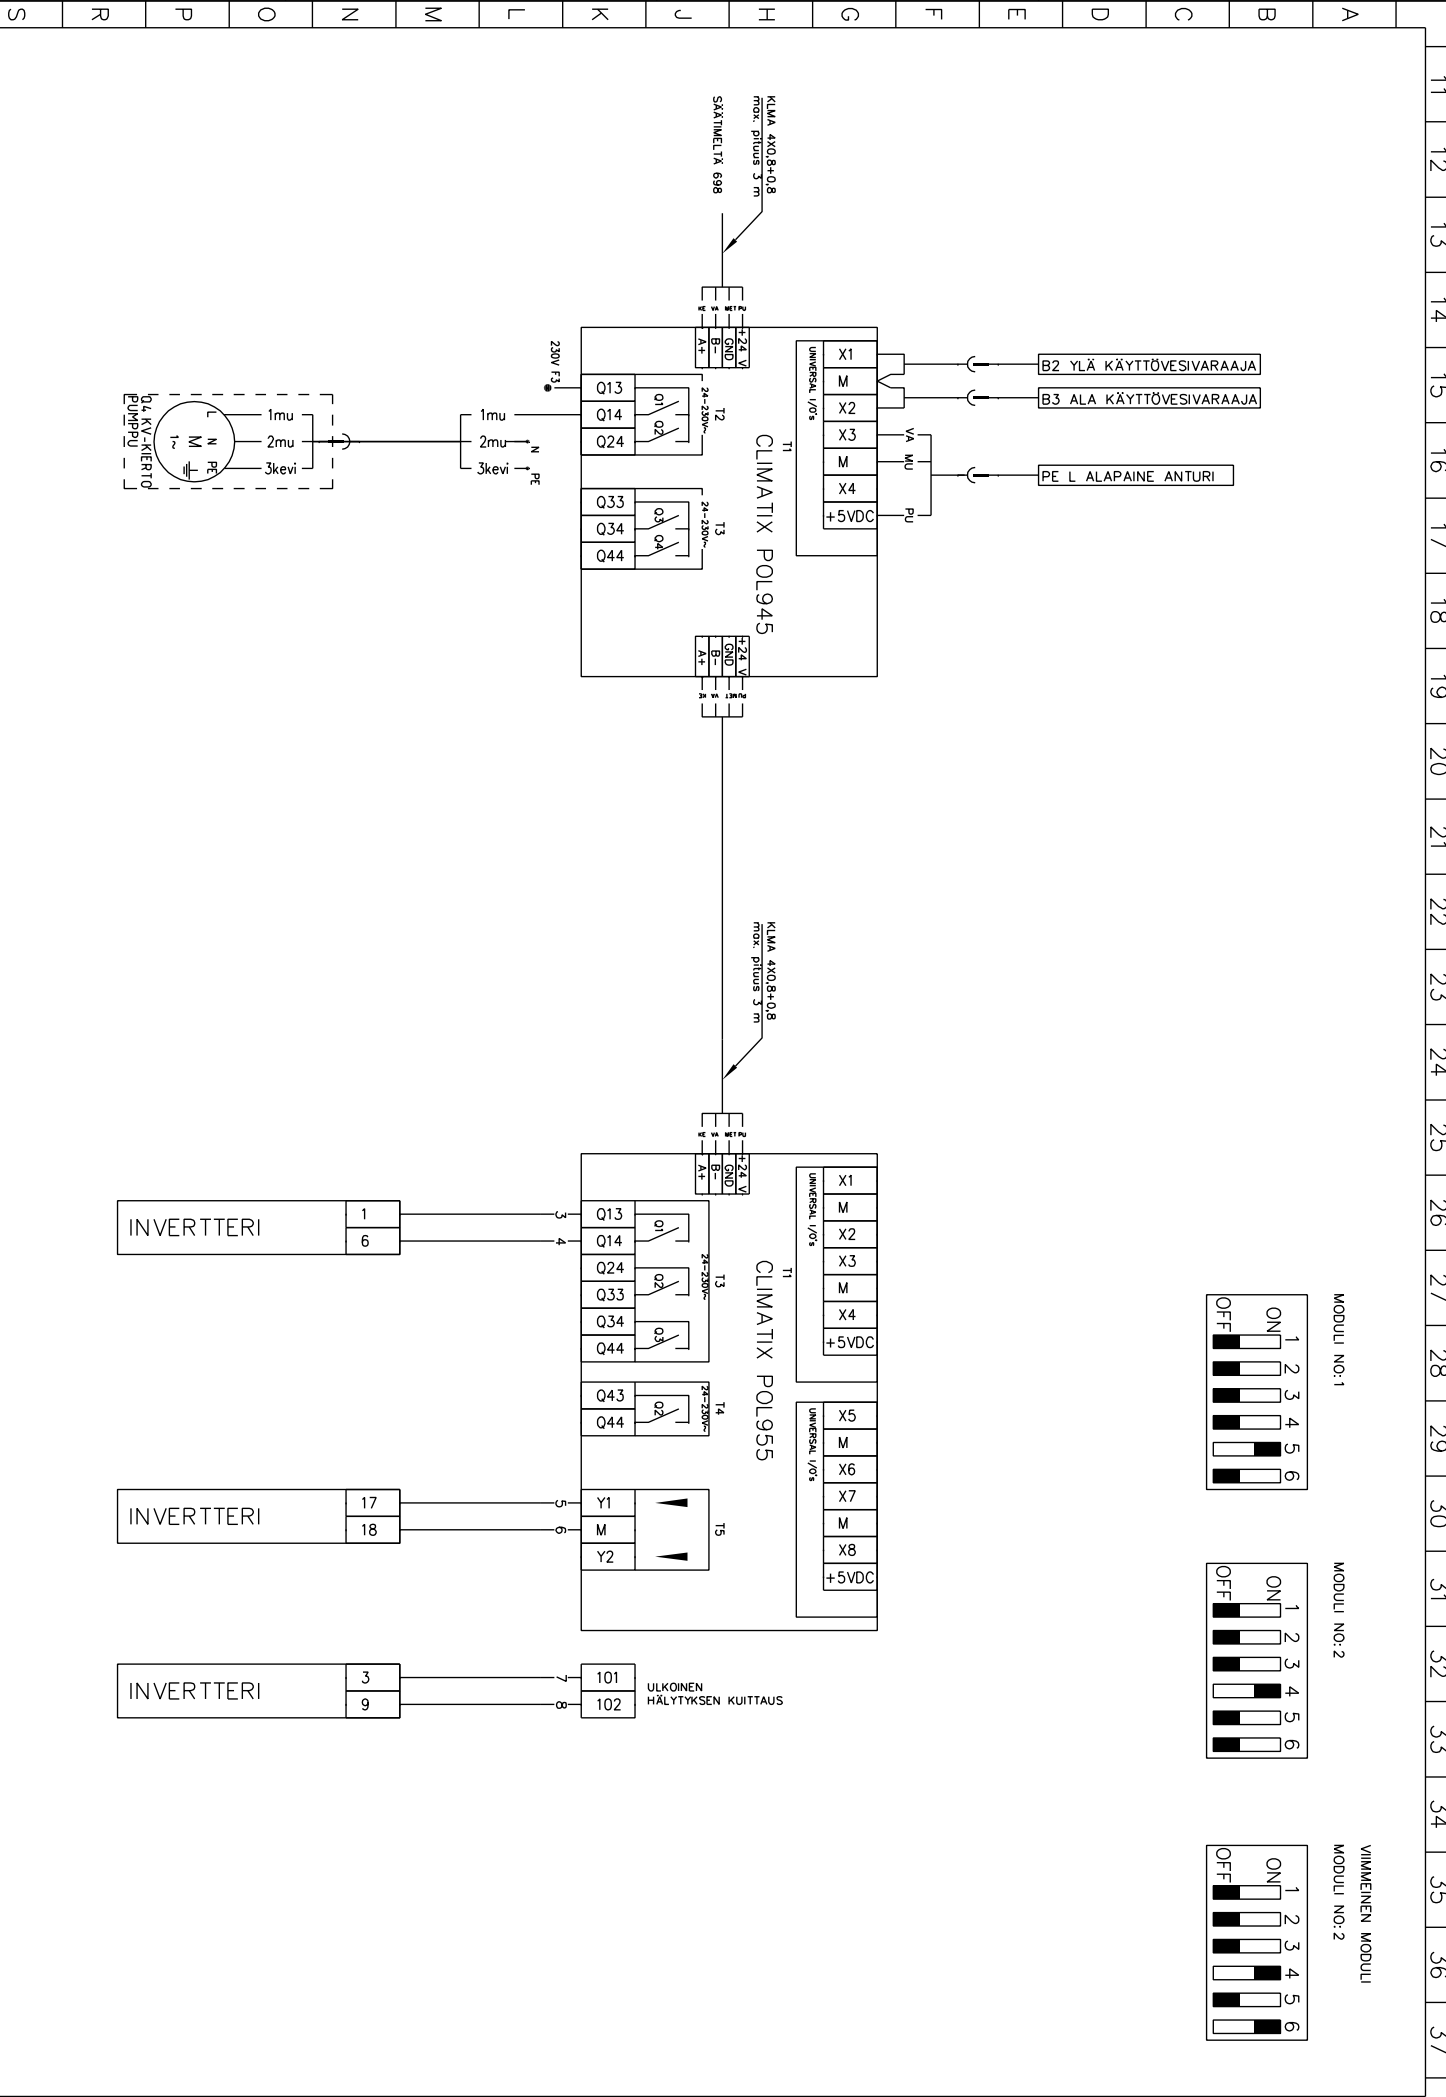 S R P O N M L K J H G F E D C B A
11 12 13 14 15 16 17 18 19 20 21 22 23 24 25 26 27 28 29 30 31 32 33 34 35 36 37
KLMA 4X0,8+0,8
max. pituus 3 m
SÄÄTIMELTÄ 698
KE VA MET PU
A+ B- GND +24 V
UNIVERSAL I/O's
X1
M
X2
X3
M
X4
+5VDC
VA
MU
PU
B2 YLÄ KÄYTTÖVESIVARAAJA
B3 ALA KÄYTTÖVESIVARAAJA
PE L ALAPAINE ANTURI
T1
CLIMATIX POL945
230V F3
Q13
Q14
Q24
Q1
Q2
T2
24-230V~
Q33
Q34
Q44
Q3
Q4
T3
24-230V~
1mu
2mu
3kevi
N
PE
1mu
2mu
3kevi
L
N
PE
M
1~
Q4 KV-KIERTO
PUMPPU
A+ B- GND +24 V
KE VA MET PU
KLMA 4X0,8+0,8
max. pituus 3 m
KE VA MET PU
A+ B- GND +24 V
UNIVERSAL I/O's
X1
M
X2
X3
M
X4
+5VDC
UNIVERSAL I/O's
X5
M
X6
X7
M
X8
+5VDC
T1
CLIMATIX POL955
Q13
Q14
Q24
Q33
Q34
Q44
Q1
Q2
Q3
T3
24-230V~
Q43
Q44
Q2
T4
24-230V~
Y1
M
Y2
T5
INVERTTERI
1
6
3
4
INVERTTERI
17
18
5
6
INVERTTERI
3
9
7
8
101
102
ULKOINEN
HÄLYTYKSEN KUITTAUS
MODULI NO:1
ON
OFF
1 2 3 4 5 6
MODULI NO:2
ON
OFF
1 2 3 4 5 6
VIIMMEINEN MODULI
MODULI NO:2
ON
OFF
1 2 3 4 5 6